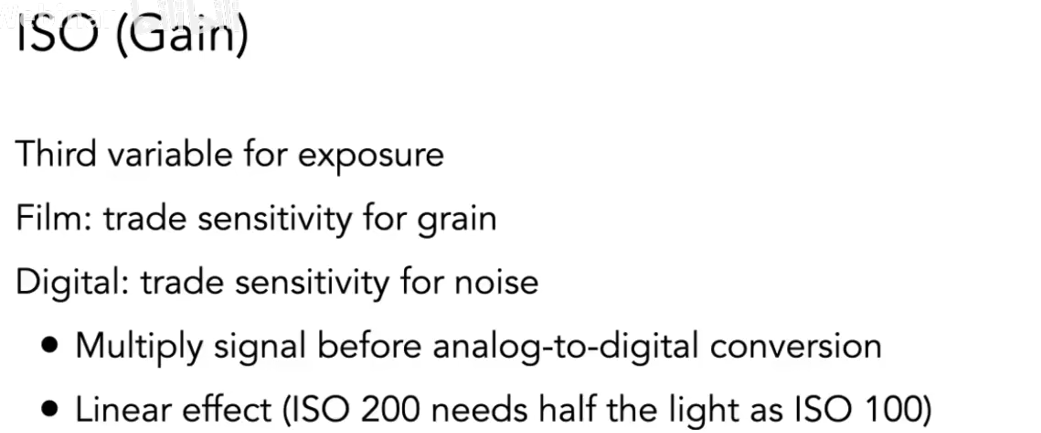 ISO (Gain)
Third variable for exposure
Film: trade sensitivity for grain
Digital: trade sensitivity for noise
● Multiply signal before analog-to-digital conversion
● Linear effect (ISO 200 needs half the light as ISO 100)